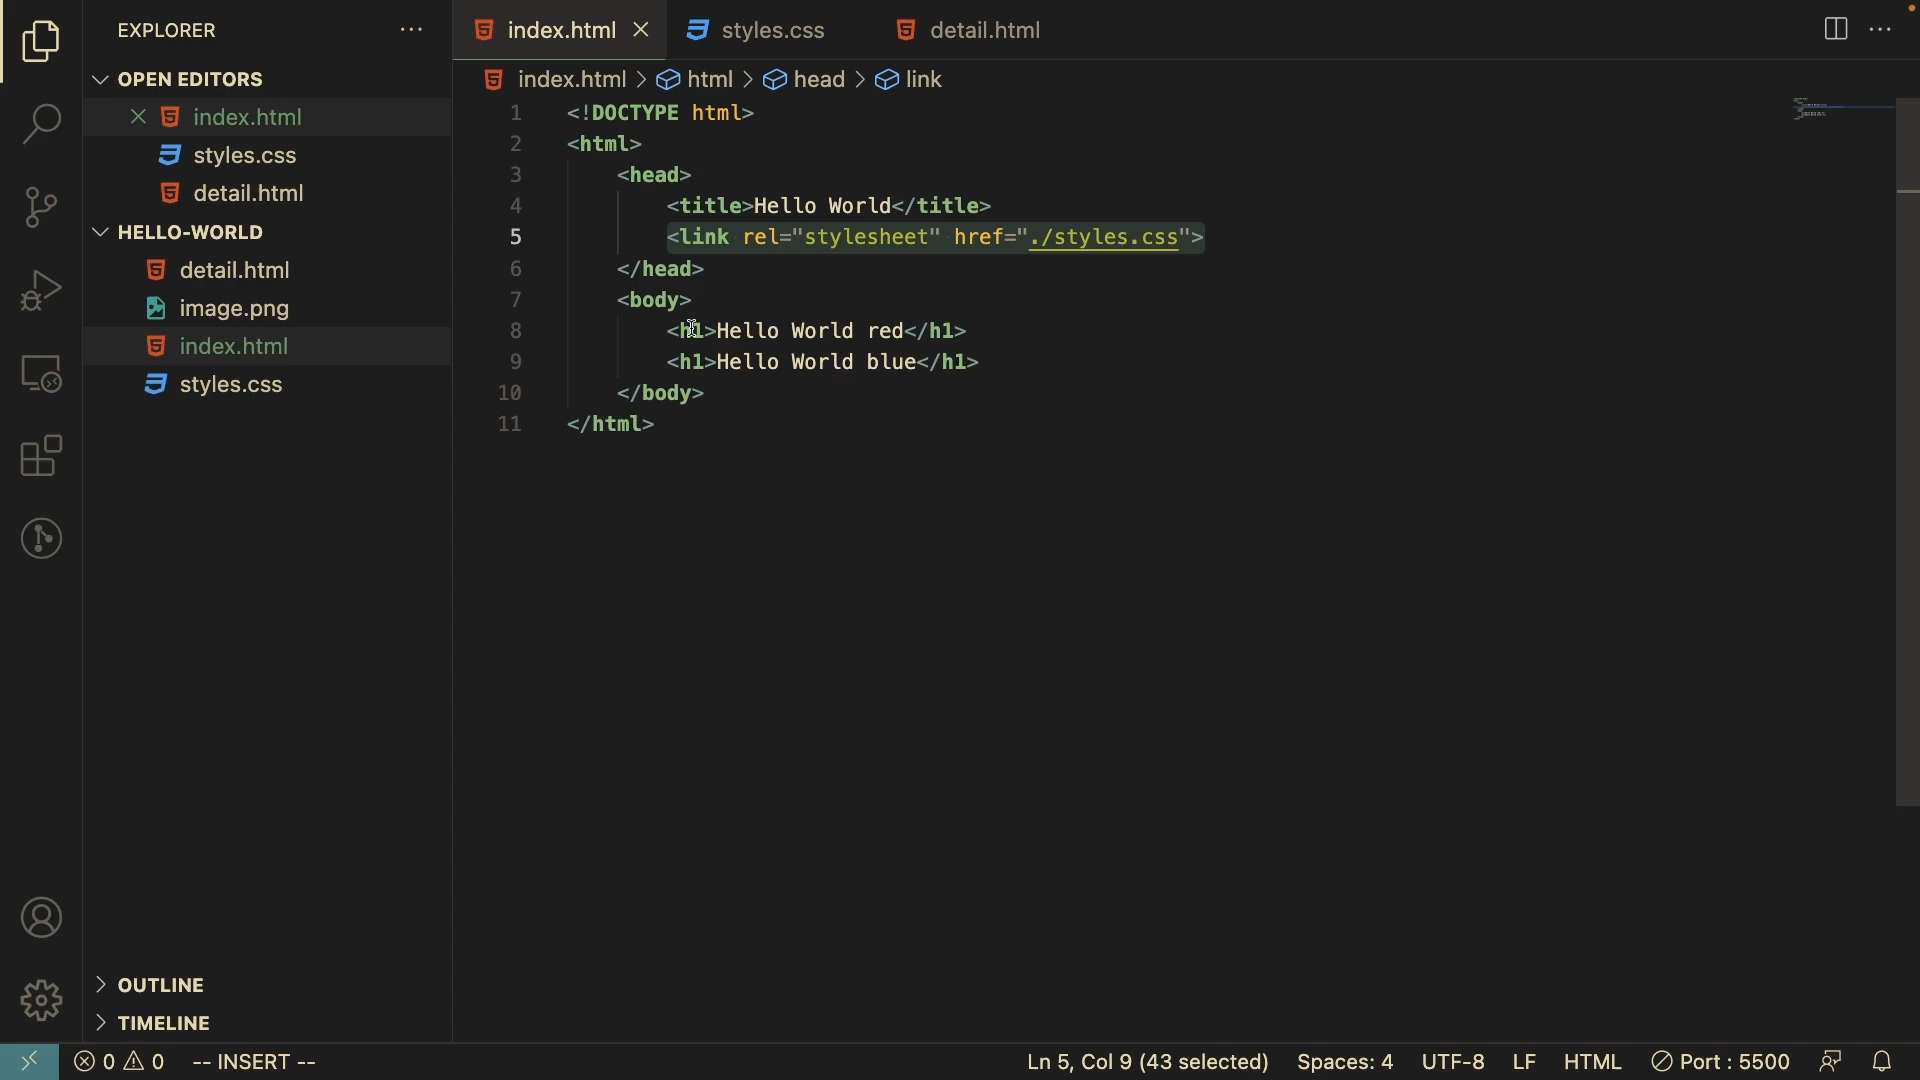 EXPLORER
OPEN EDITORS
index.html
styles.css
detail.html
HELLO-WORLD
detail.html
image.png
index.html
styles.css
OUTLINE
TIMELINE
index.html styles.css detail.html
index.html > html > head > link
1 <!DOCTYPE html>
2 <html>
3 <head>
4 <title>Hello World</title>
5 <link rel="stylesheet" href="./styles.css">
6 </head>
7 <body>
8 <h1>Hello World red</h1>
9 <h1>Hello World blue</h1>
10 </body>
11 </html>
0 0 -- INSERT -- Ln 5, Col 9 (43 selected) Spaces: 4 UTF-8 LF HTML Port : 5500